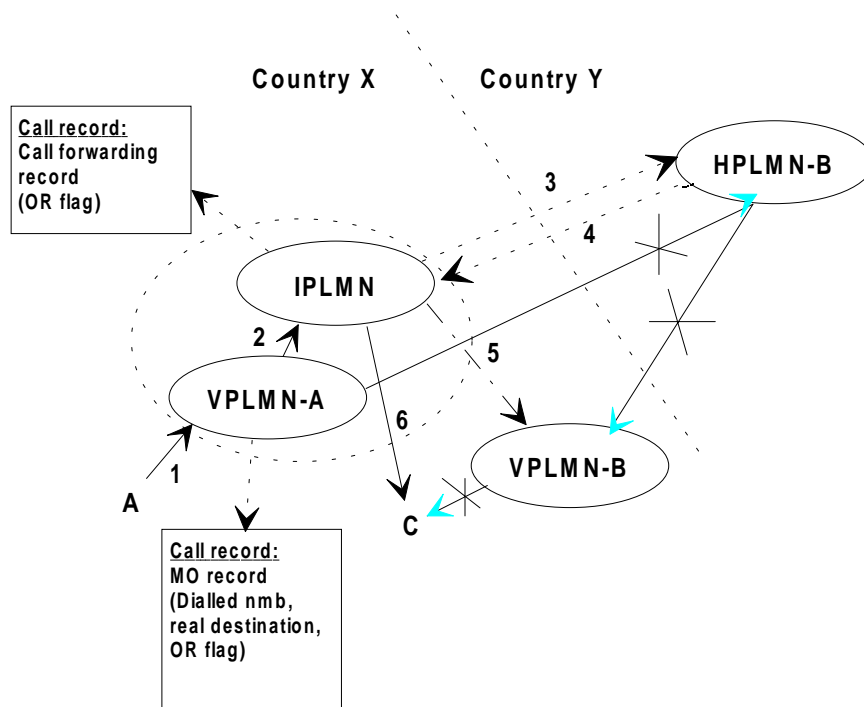 Country X
Country Y
Call record:
Call forwarding
record
(OR flag)
HPLMN-B
3
4
IPLMN
2
5
VPLMN-A
6
VPLMN-B
1
A
C
Call record:
MO record
(Dialled nmb,
real destination,
OR flag)